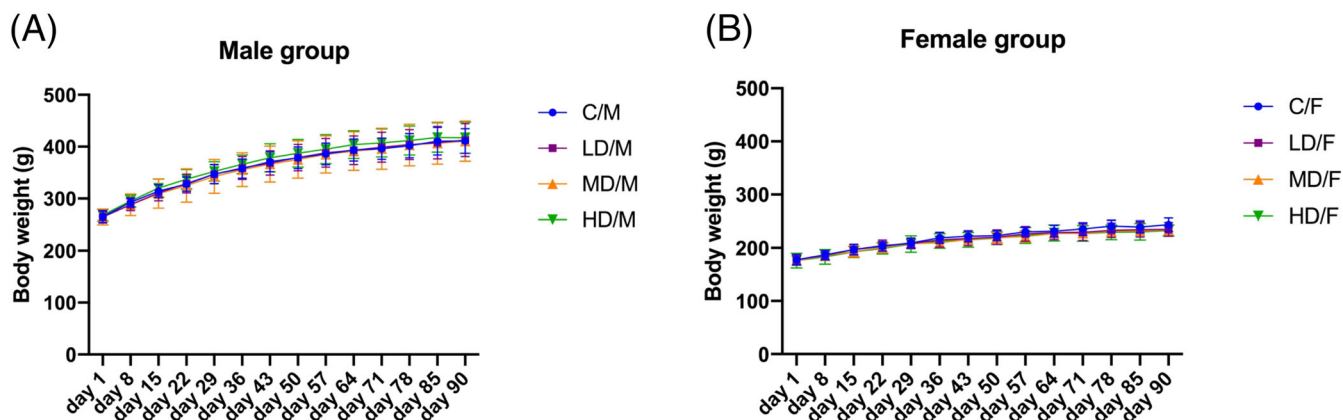 (A)
Male group
Body weight (g)
500
400
300
200
100
0
day 1
day 8
day 15
day 22
day 29
day 36
day 43
day 50
day 57
day 64
day 71
day 78
day 85
day 90
C/M
LD/M
MD/M
HD/M
(B)
Female group
Body weight (g)
500
400
300
200
100
0
day 1
day 8
day 15
day 22
day 29
day 36
day 43
day 50
day 57
day 64
day 71
day 78
day 85
day 90
C/F
LD/F
MD/F
HD/F